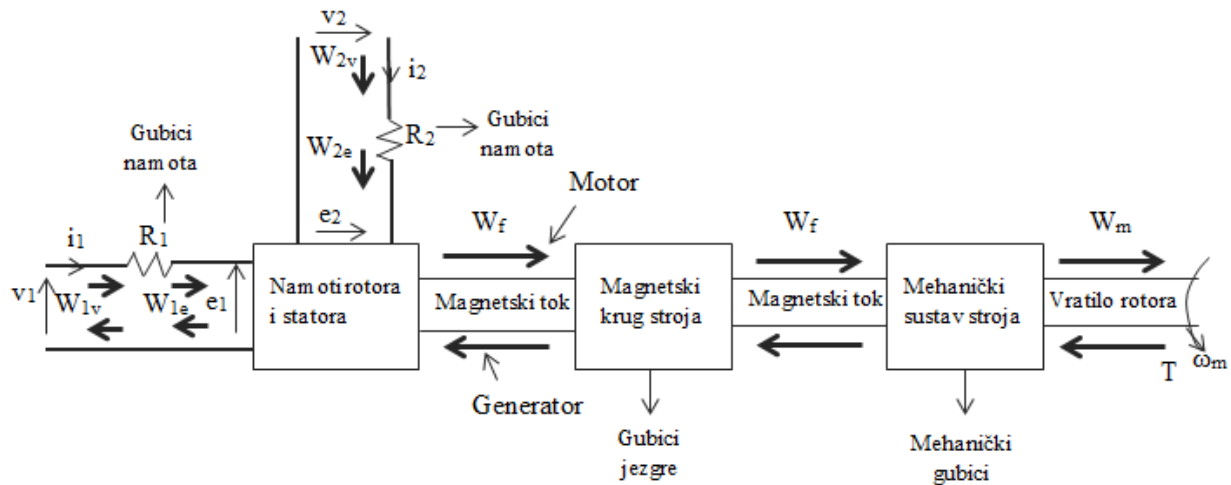 v2
W2v
i2
Gubici
namota
R2
Gubici
namota
W2e
Motor
e2
Wf
Wf
Wm
i1
R1
v1
W1v
W1e
e1
Namoti rotora
i statora
Magnetski tok
Magnetski
krug stroja
Magnetski tok
Mehanički
sustav stroja
Vratilo rotora
T
ωm
Generator
Gubici
jezgre
Mehanički
gubici